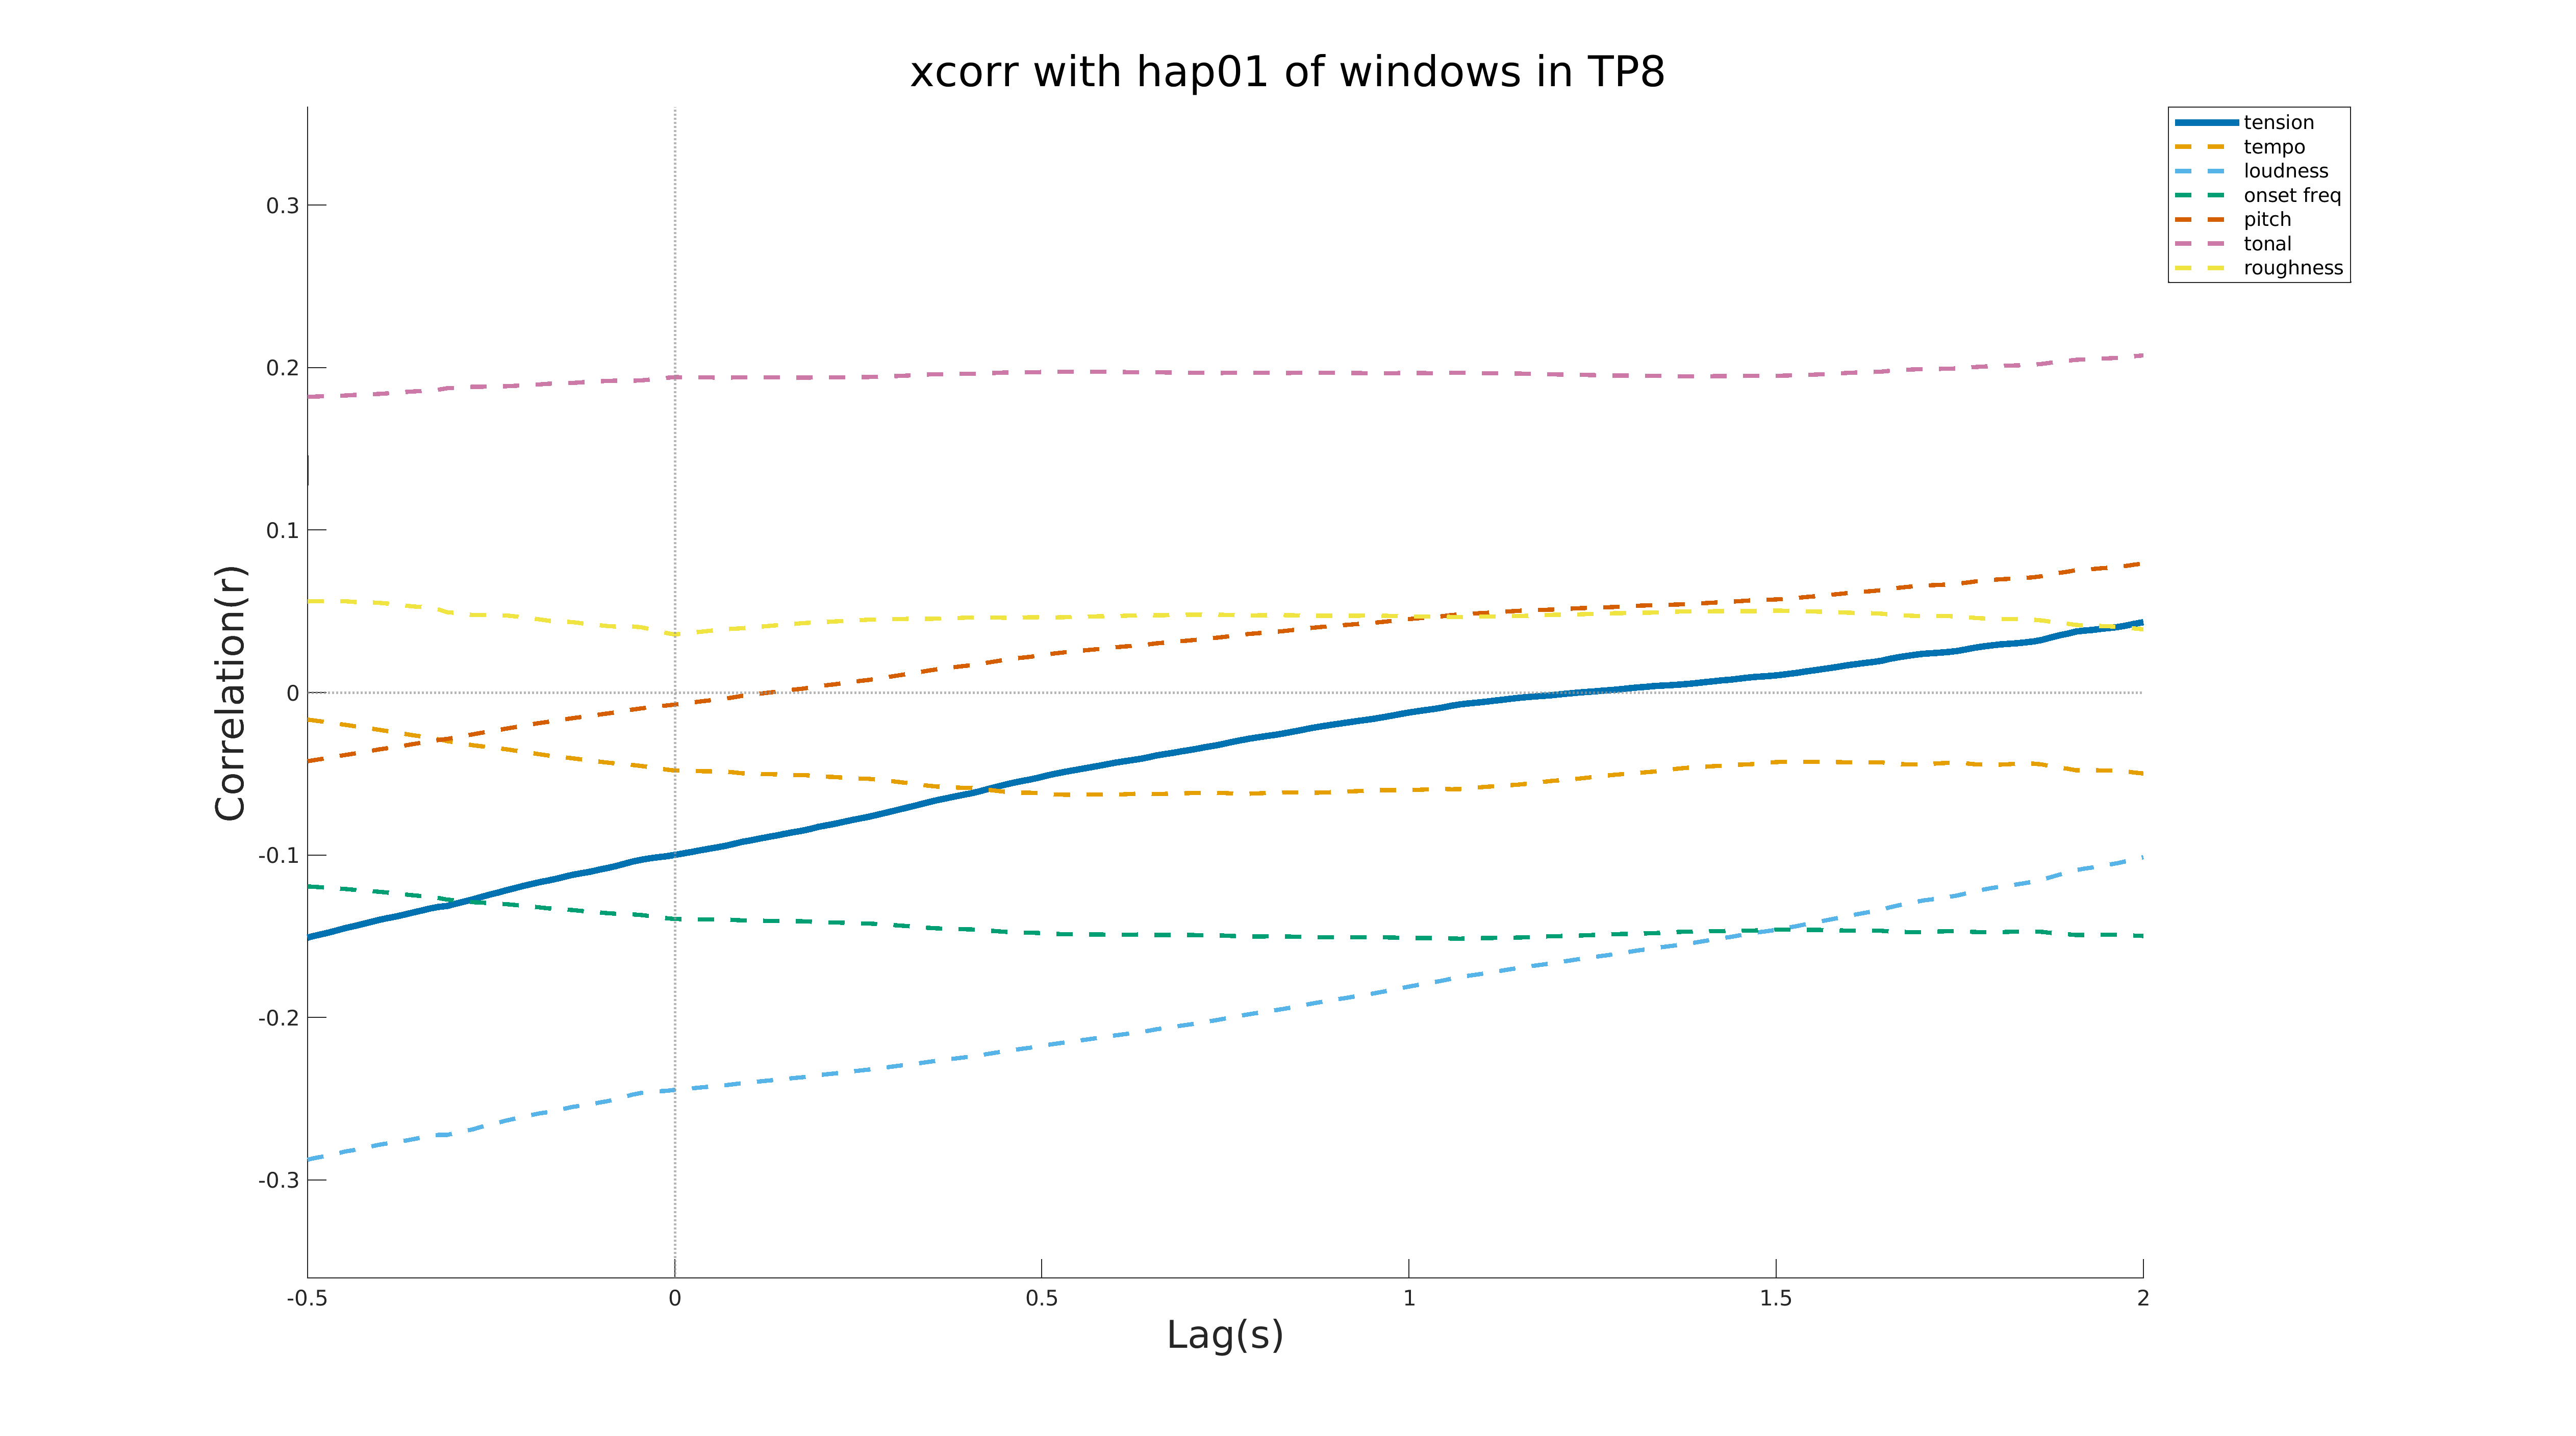 xcorr with hap01 of windows in TP8
tension
tempo
loudness
onset freq
pitch
tonal
roughness
0.3
0.2
0.1
0
-0.1
-0.2
-0.3
Correlation(r)
-0.5 0 0.5 1 1.5 2
Lag(s)